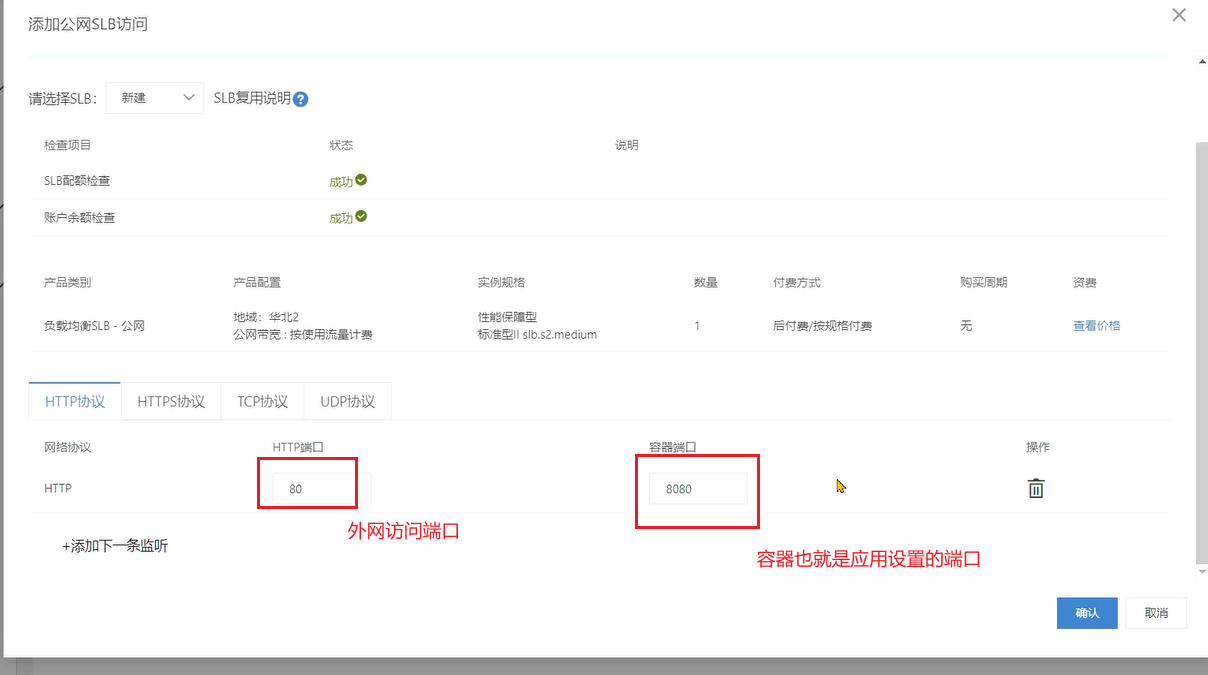 添加公网SLB访问
请选择SLB： 新建 SLB复用说明 ?
检查项目 状态 说明
SLB配额检查 成功
账户余额检查 成功
产品类别 产品配置 实例规格 数量 付费方式 购买周期 资费
负载均衡SLB - 公网 地域：华北2 性能保障型 1 后付费/按规格付费 无 查看价格
公网带宽 : 按使用流量计费 标准型II slb.s2.medium
HTTP协议 HTTPS协议 TCP协议 UDP协议
网络协议 HTTP端口 容器端口 操作
HTTP 80 8080
外网访问端口
+添加下一条监听
容器也就是应用设置的端口
确认 取消